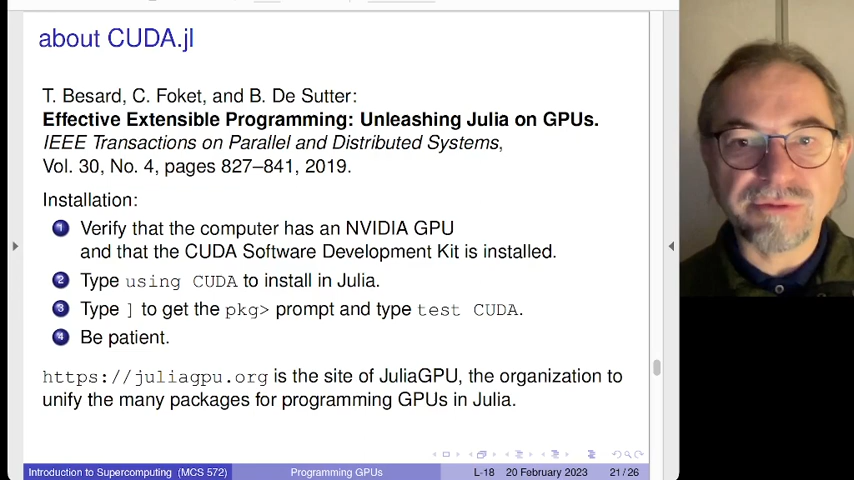 about CUDA.jl
T. Besard, C. Foket, and B. De Sutter:
Effective Extensible Programming: Unleashing Julia on GPUs.
IEEE Transactions on Parallel and Distributed Systems,
Vol. 30, No. 4, pages 827–841, 2019.
Installation:
1 Verify that the computer has an NVIDIA GPU
and that the CUDA Software Development Kit is installed.
2 Type using CUDA to install in Julia.
3 Type ] to get the pkg> prompt and type test CUDA.
4 Be patient.
https://juliagpu.org is the site of JuliaGPU, the organization to
unify the many packages for programming GPUs in Julia.
Introduction to Supercomputing (MCS 572) Programming GPUs L-18 20 February 2023 21 / 26